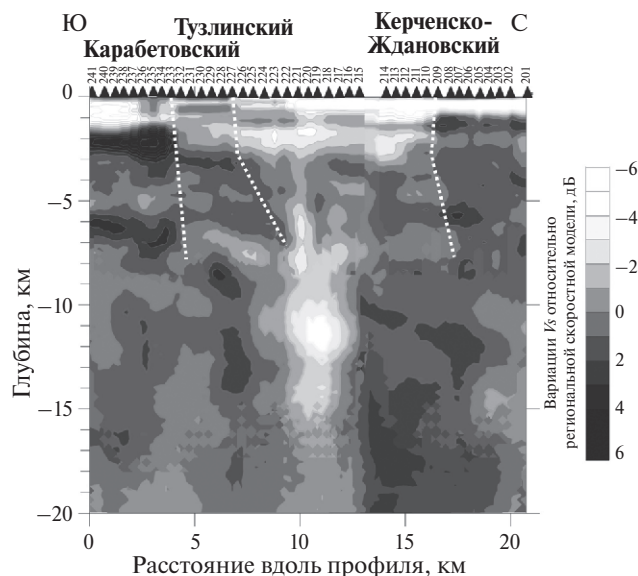 Ю
Тузлинский
Керченско-
С
Карабетовский
Ждановский
241 240 239 238 237 236 235 234 233 232 231 230 229 228 227 226 225 224 223 222 221 220 219 218 217 216 215 214 213 212 211 210 209 208 207 206 205 204 203 202 201
0
−5
−10
−15
−20
Глубина, км
0 5 10 15 20
Расстояние вдоль профиля, км
−6
−4
−2
0
2
4
6
Вариации Vs относительно
региональной скоростной модели, дБ